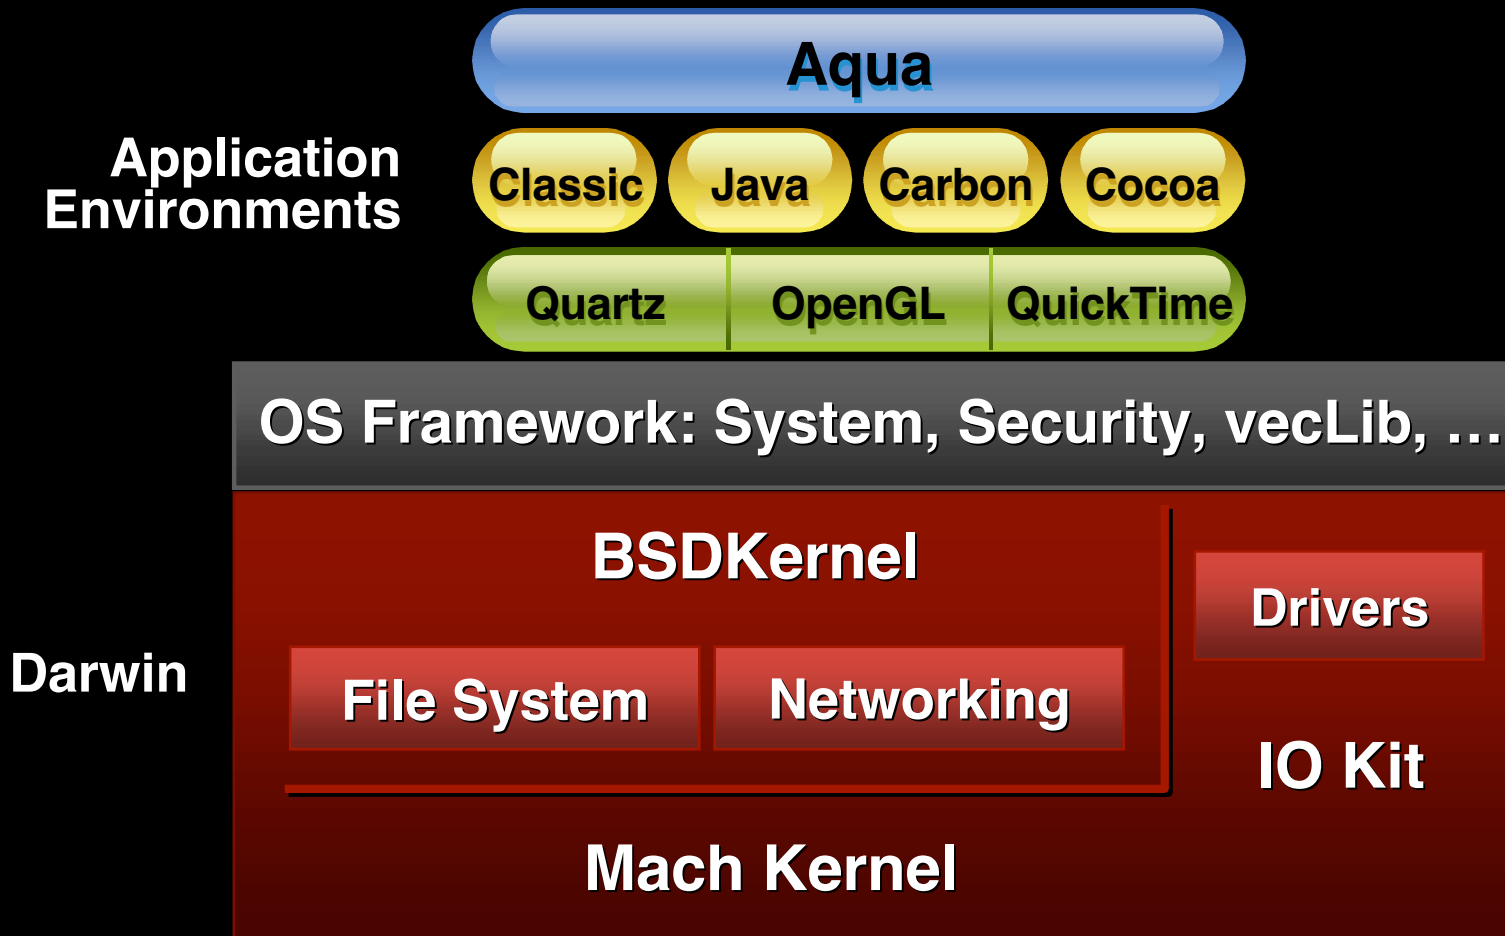 Aqua
Application
Environments
Classic Java Carbon Cocoa
Quartz OpenGL QuickTime
OS Framework: System, Security, vecLib, …
BSDKernel
Drivers
Darwin
File System Networking
IO Kit
Mach Kernel